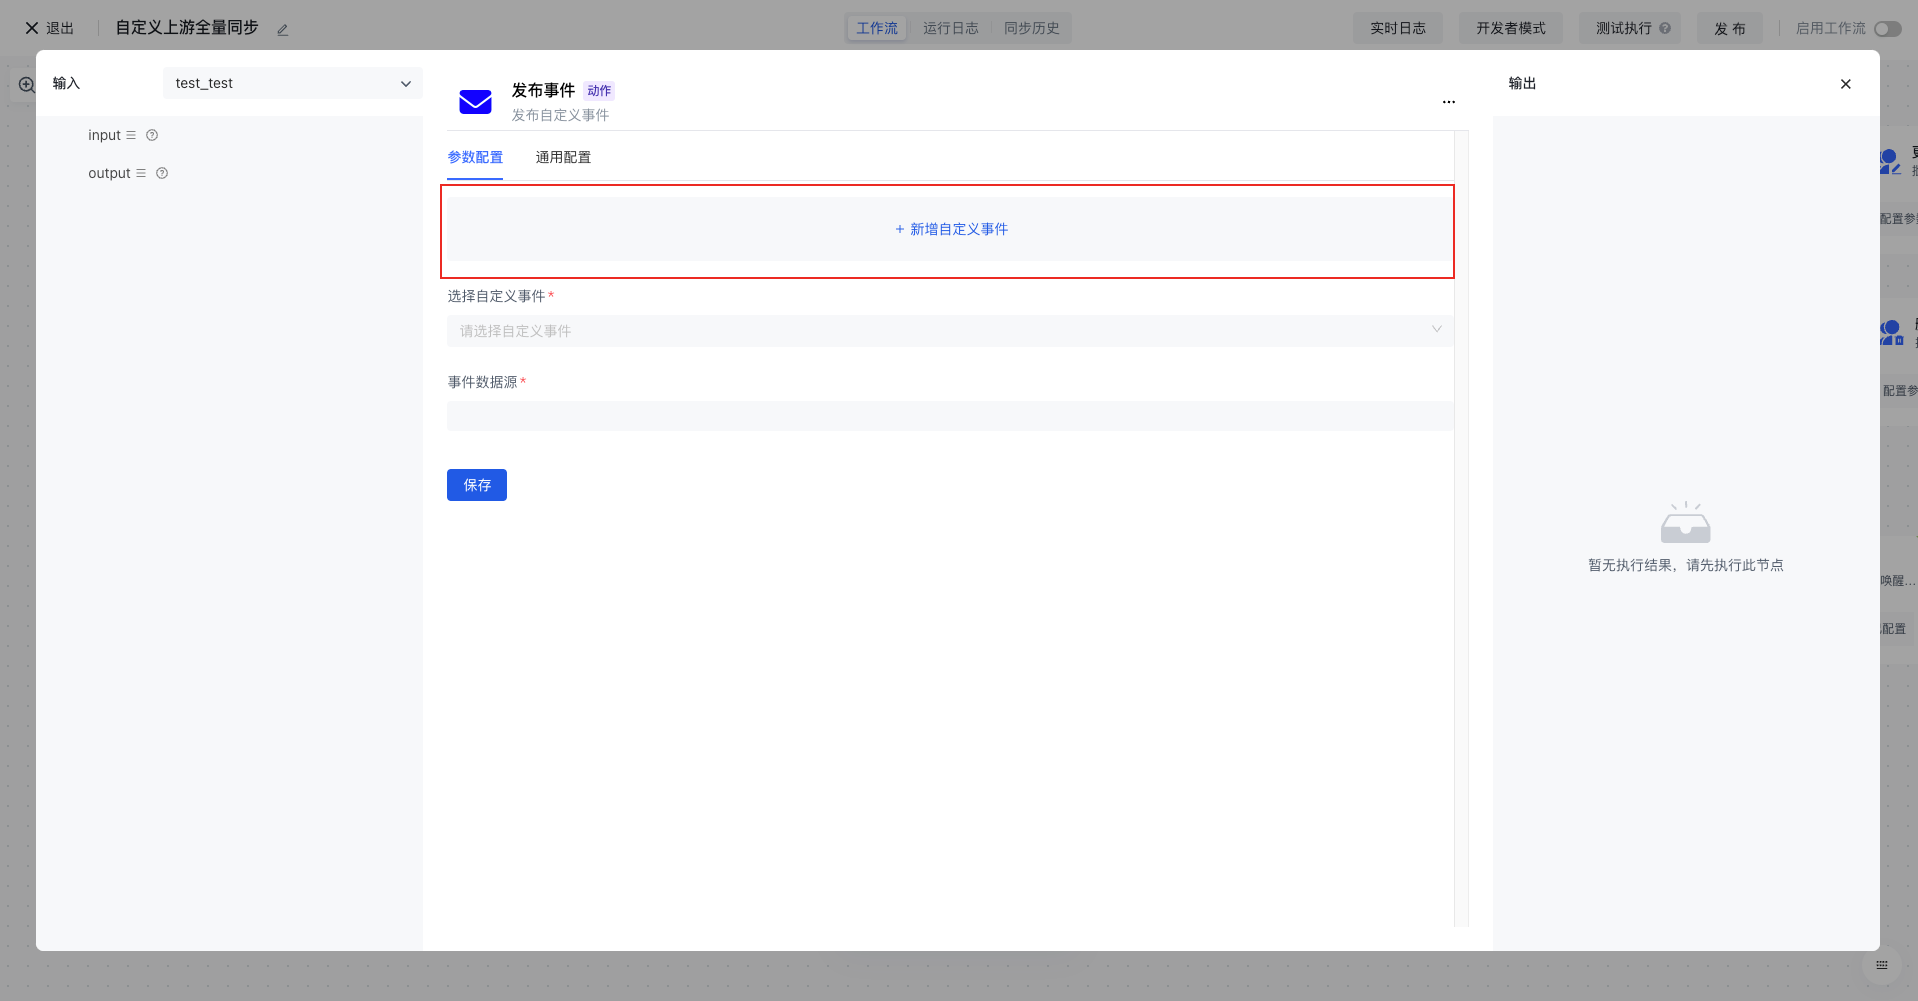 退出
自定义上游全量同步
工作流
运行日志
同步历史
实时日志
开发者模式
测试执行
发 布
启用工作流
输入
test_test
input
output
发布事件
动作
发布自定义事件
参数配置
通用配置
+ 新增自定义事件
选择自定义事件*
请选择自定义事件
事件数据源*
保存
输出
暂无执行结果，请先执行此节点
配置参
配置参
唤醒...
配置